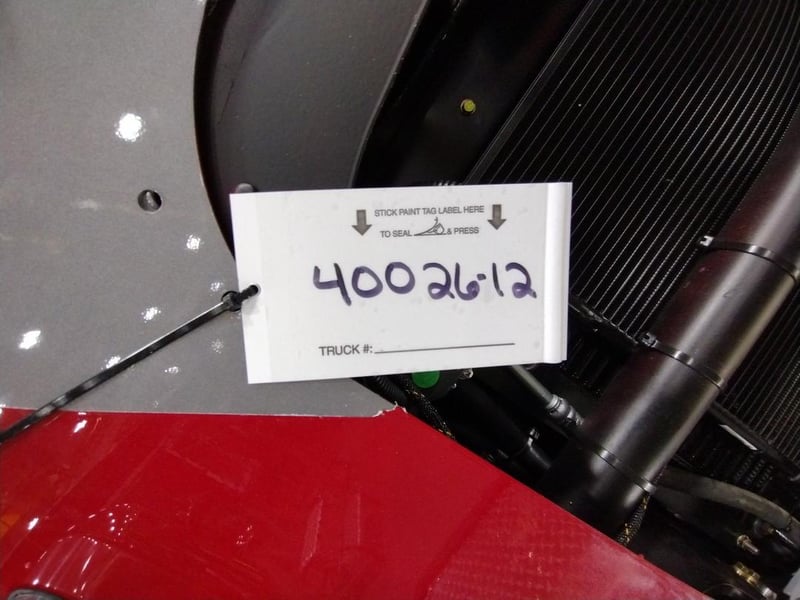 STICK PAINT TAG LABEL HERE
TO SEAL & PRESS
40026-12
TRUCK #: